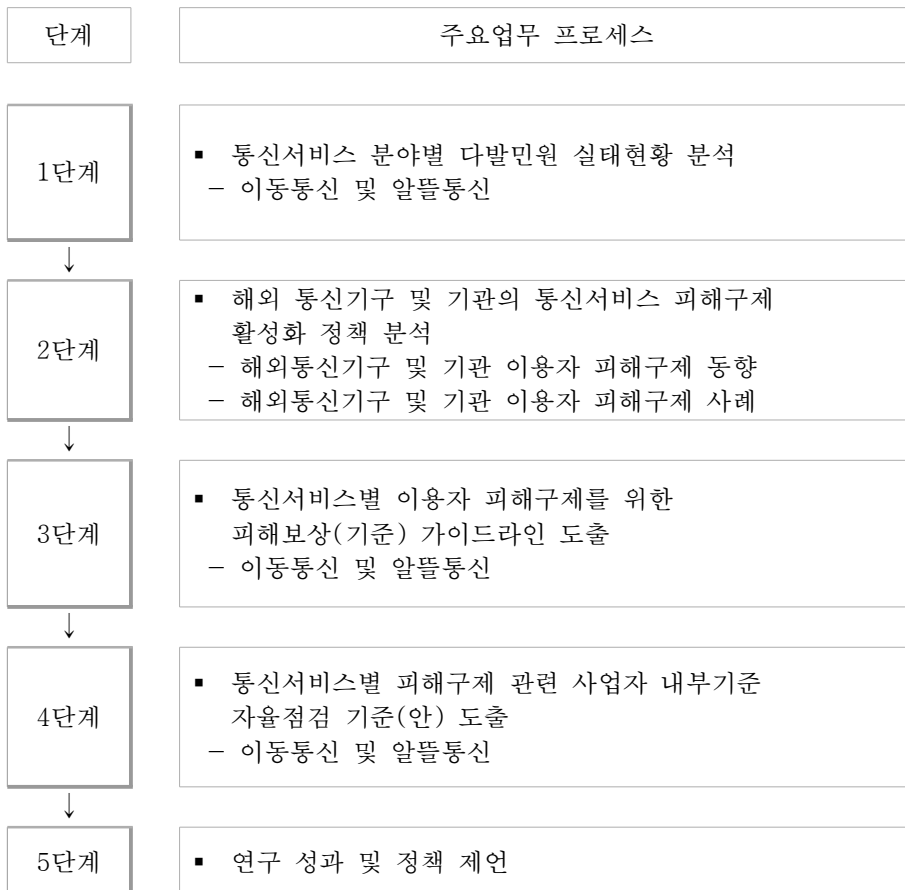 단계
주요업무 프로세스
1단계
▪ 통신서비스 분야별 다발민원 실태현황 분석
– 이동통신 및 알뜰통신
↓
2단계
▪ 해외 통신기구 및 기관의 통신서비스 피해구제
활성화 정책 분석
– 해외통신기구 및 기관 이용자 피해구제 동향
– 해외통신기구 및 기관 이용자 피해구제 사례
↓
3단계
▪ 통신서비스별 이용자 피해구제를 위한
피해보상(기준) 가이드라인 도출
– 이동통신 및 알뜰통신
↓
4단계
▪ 통신서비스별 피해구제 관련 사업자 내부기준
자율점검 기준(안) 도출
– 이동통신 및 알뜰통신
↓
5단계
▪ 연구 성과 및 정책 제언